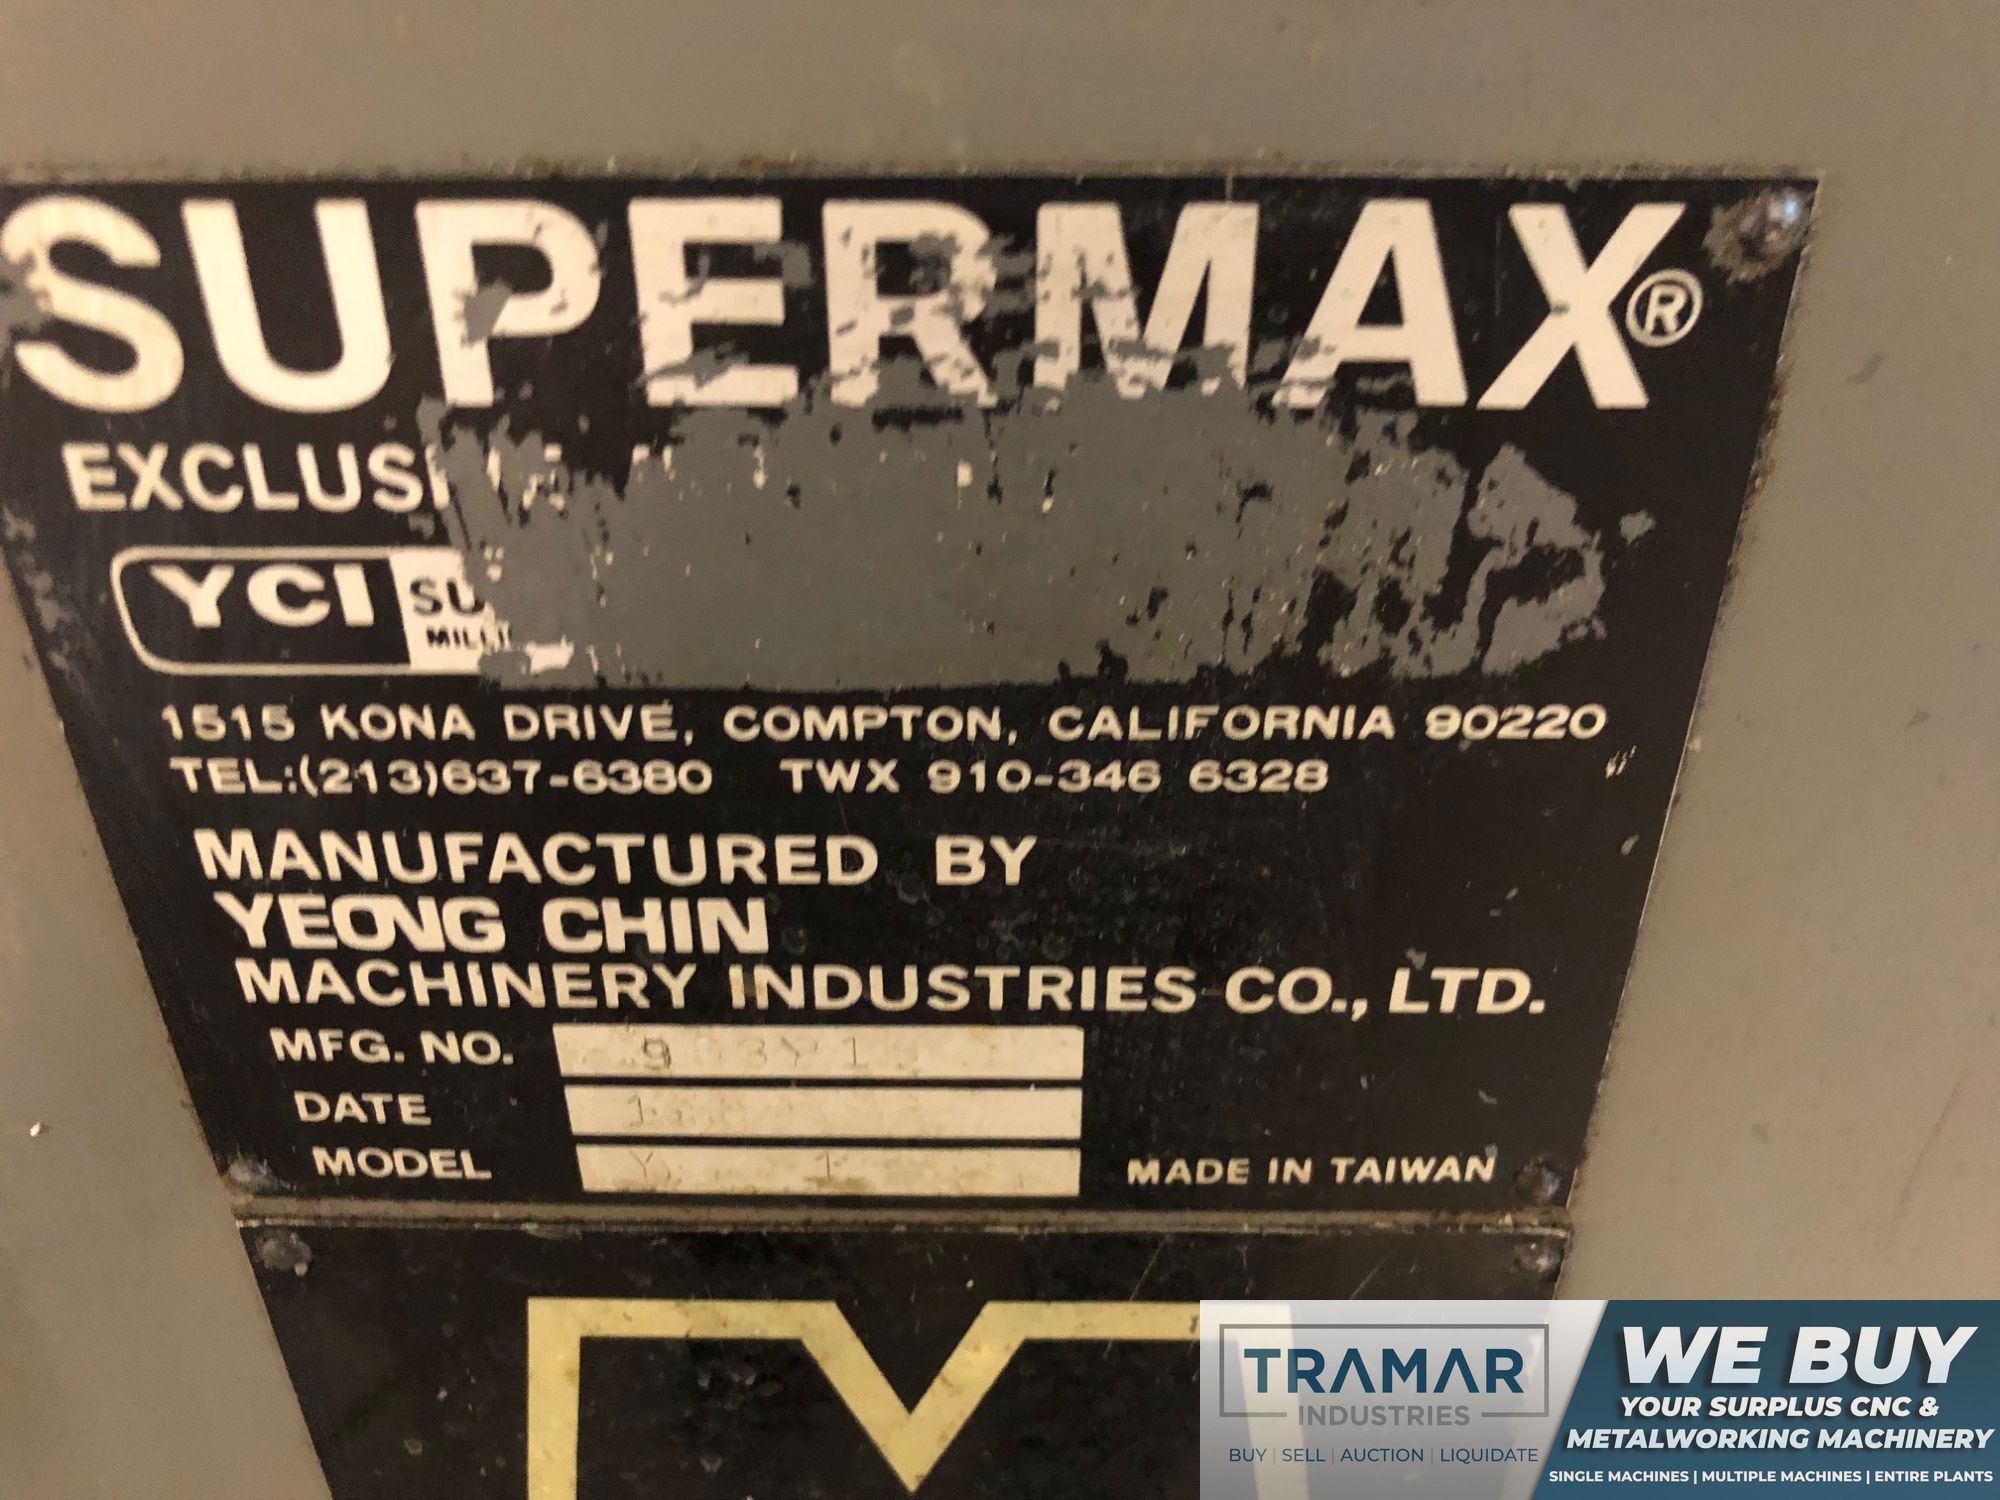 SUPERMAX®
YCI
1515 KONA DRIVE, COMPTON, CALIFORNIA 90220
TEL:(213)637-6380 TWX 910-346 6328
MANUFACTURED BY
YEONG CHIN
MACHINERY INDUSTRIES CO., LTD.
MFG. NO.
DATE
MODEL
MADE IN TAIWAN
TRAMAR
INDUSTRIES
BUY | SELL | AUCTION | LIQUIDATE
WE BUY
YOUR SURPLUS CNC &
METALWORKING MACHINERY
SINGLE MACHINES | MULTIPLE MACHINES | ENTIRE PLANTS